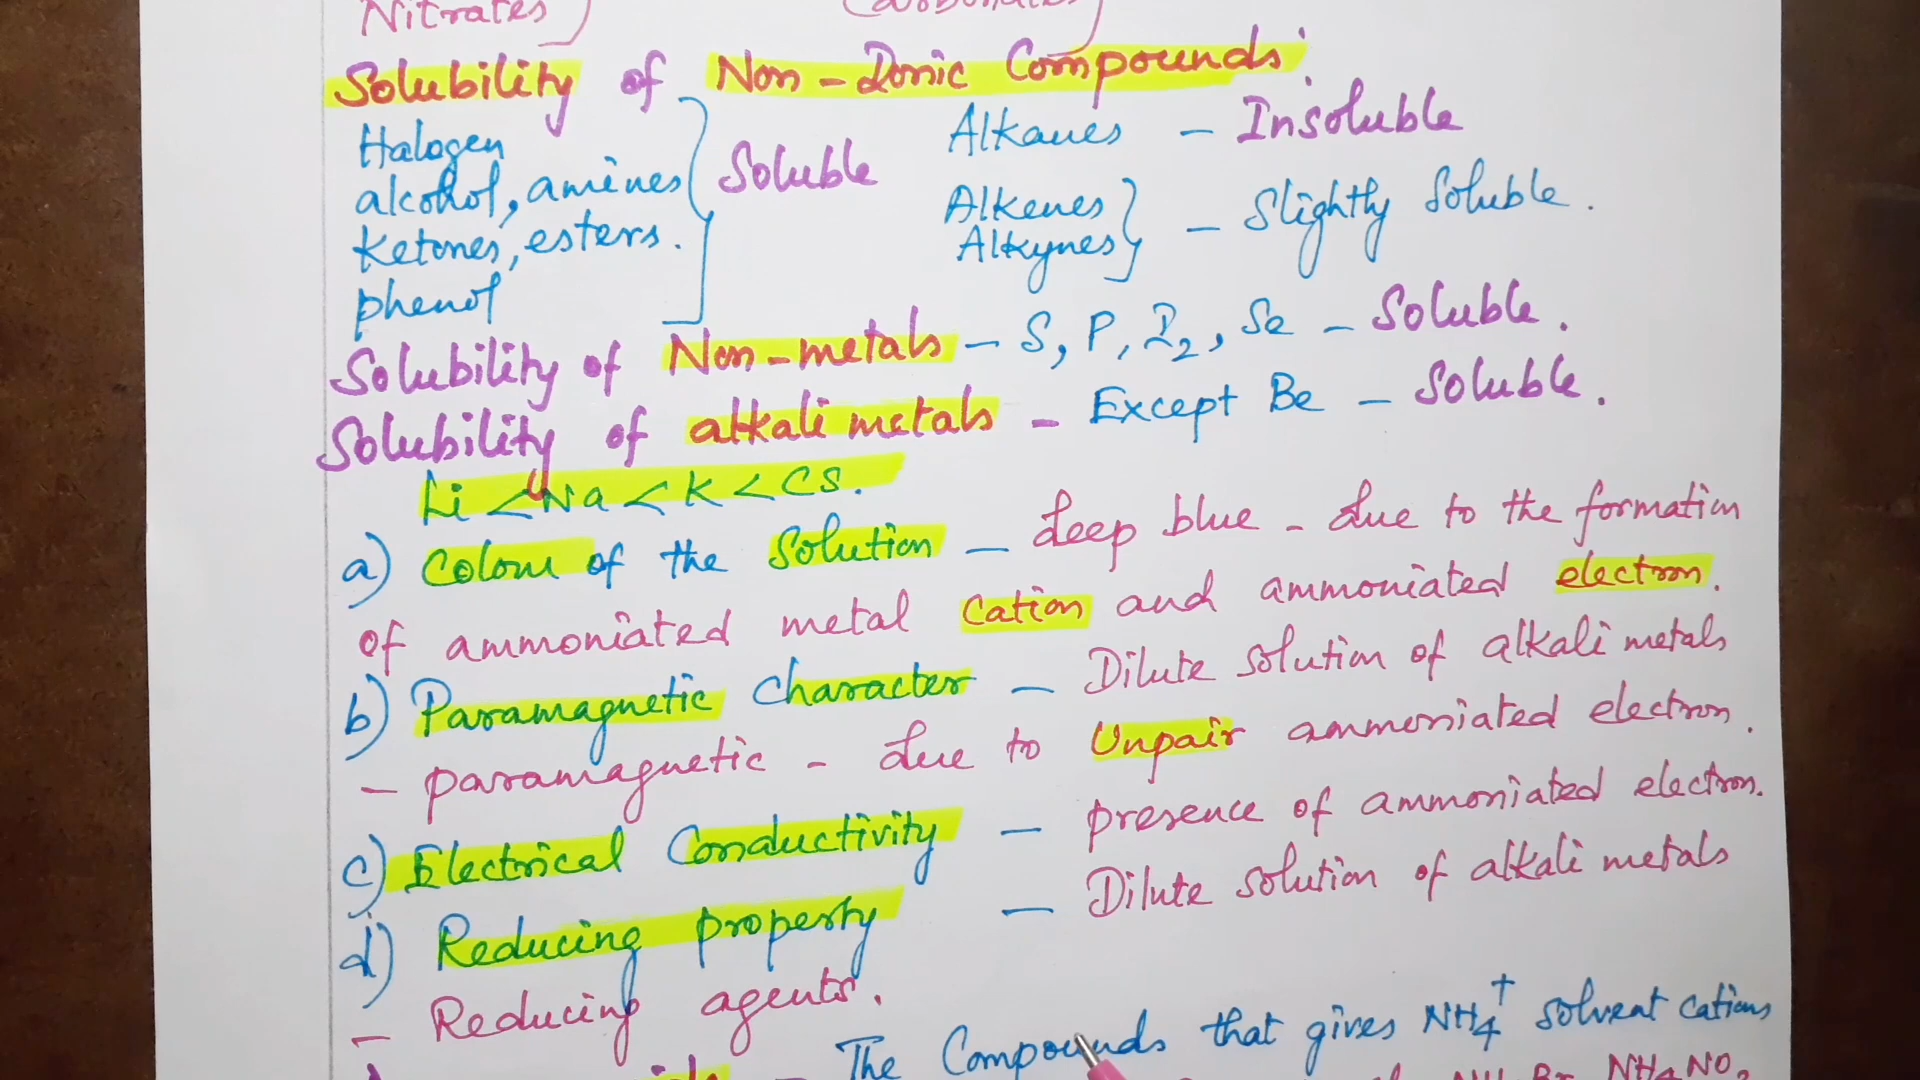 Nitrates
Carbonates
Solubility of Non-Ionic Compounds:
Halogen
alcohol, amines
Ketones, esters.
phenol
Soluble
Alkanes - Insoluble
Alkenes
Alkynes
- Slightly Soluble.
Solubility of Non-metals - S, P, I2, Se - Soluble.
Solubility of alkali metals - Except Be - Soluble.
Li < Na < K < Cs.
a) Colour of the Solution - deep blue - due to the formation
of ammoniated metal Cation and ammoniated electron.
b) Paramagnetic character - Dilute solution of alkali metals
- paramagnetic - due to Unpair ammoniated electron.
c) Electrical Conductivity - presence of ammoniated electron.
d) Reducing property - Dilute solution of alkali metals
- Reducing agents.
The Compounds that gives NH4+ solvent cations